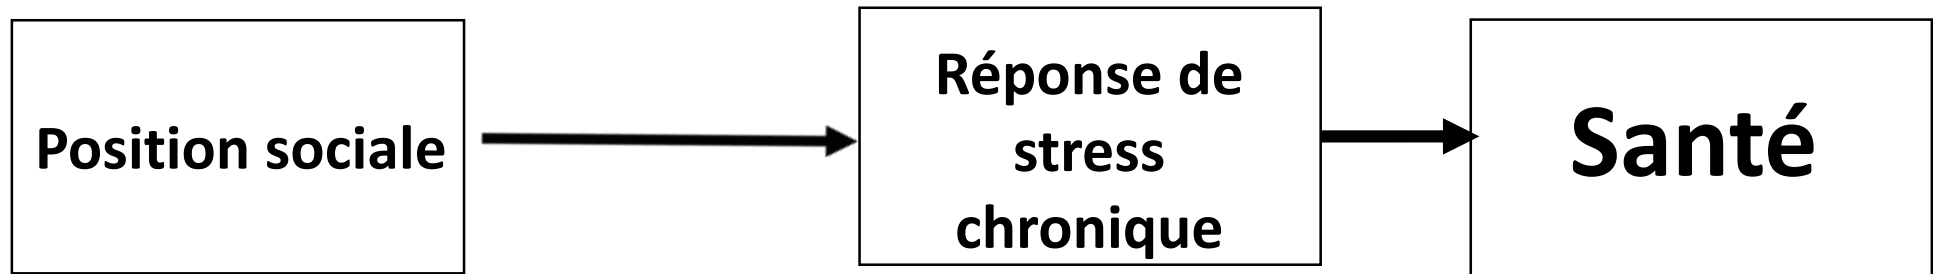 Position sociale
Réponse de
stress
chronique
Santé